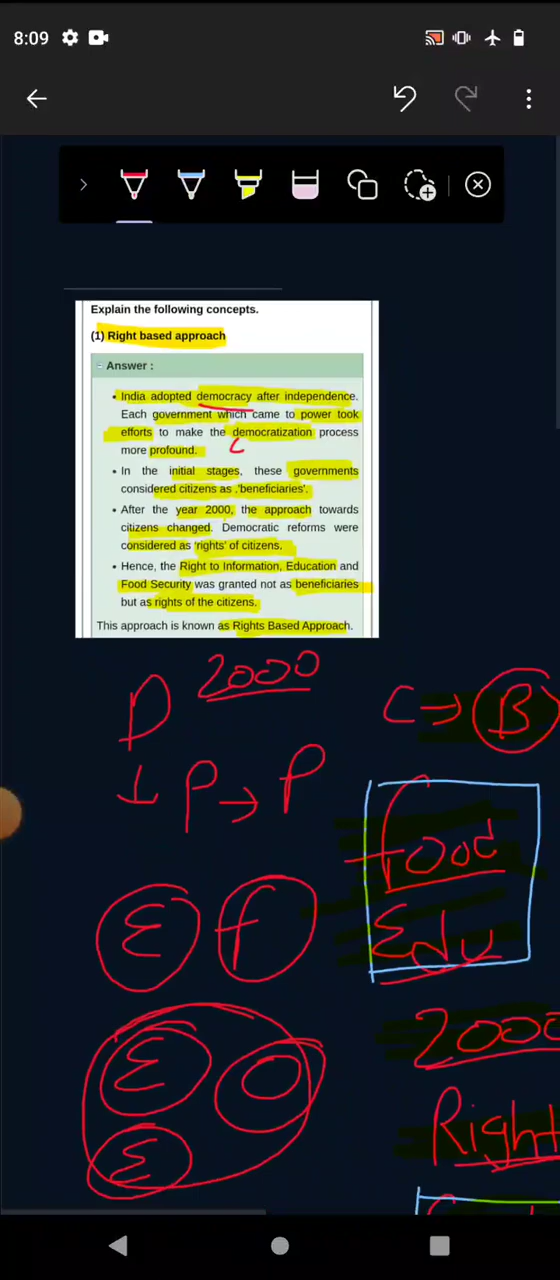 8:09
Explain the following concepts.
(1) Right based approach
Answer :
• India adopted democracy after independence.
Each government which came to power took
efforts to make the democratization process
more profound.
• In the initial stages, these governments
considered citizens as 'beneficiaries'.
• After the year 2000, the approach towards
citizens changed. Democratic reforms were
considered as 'rights' of citizens.
• Hence, the Right to Information, Education and
Food Security was granted not as beneficiaries
but as rights of the citizens.
This approach is known as Rights Based Approach.
2000
D
C → B
↓ P → P
Food
E f
Edu
2000
E O
Right
E